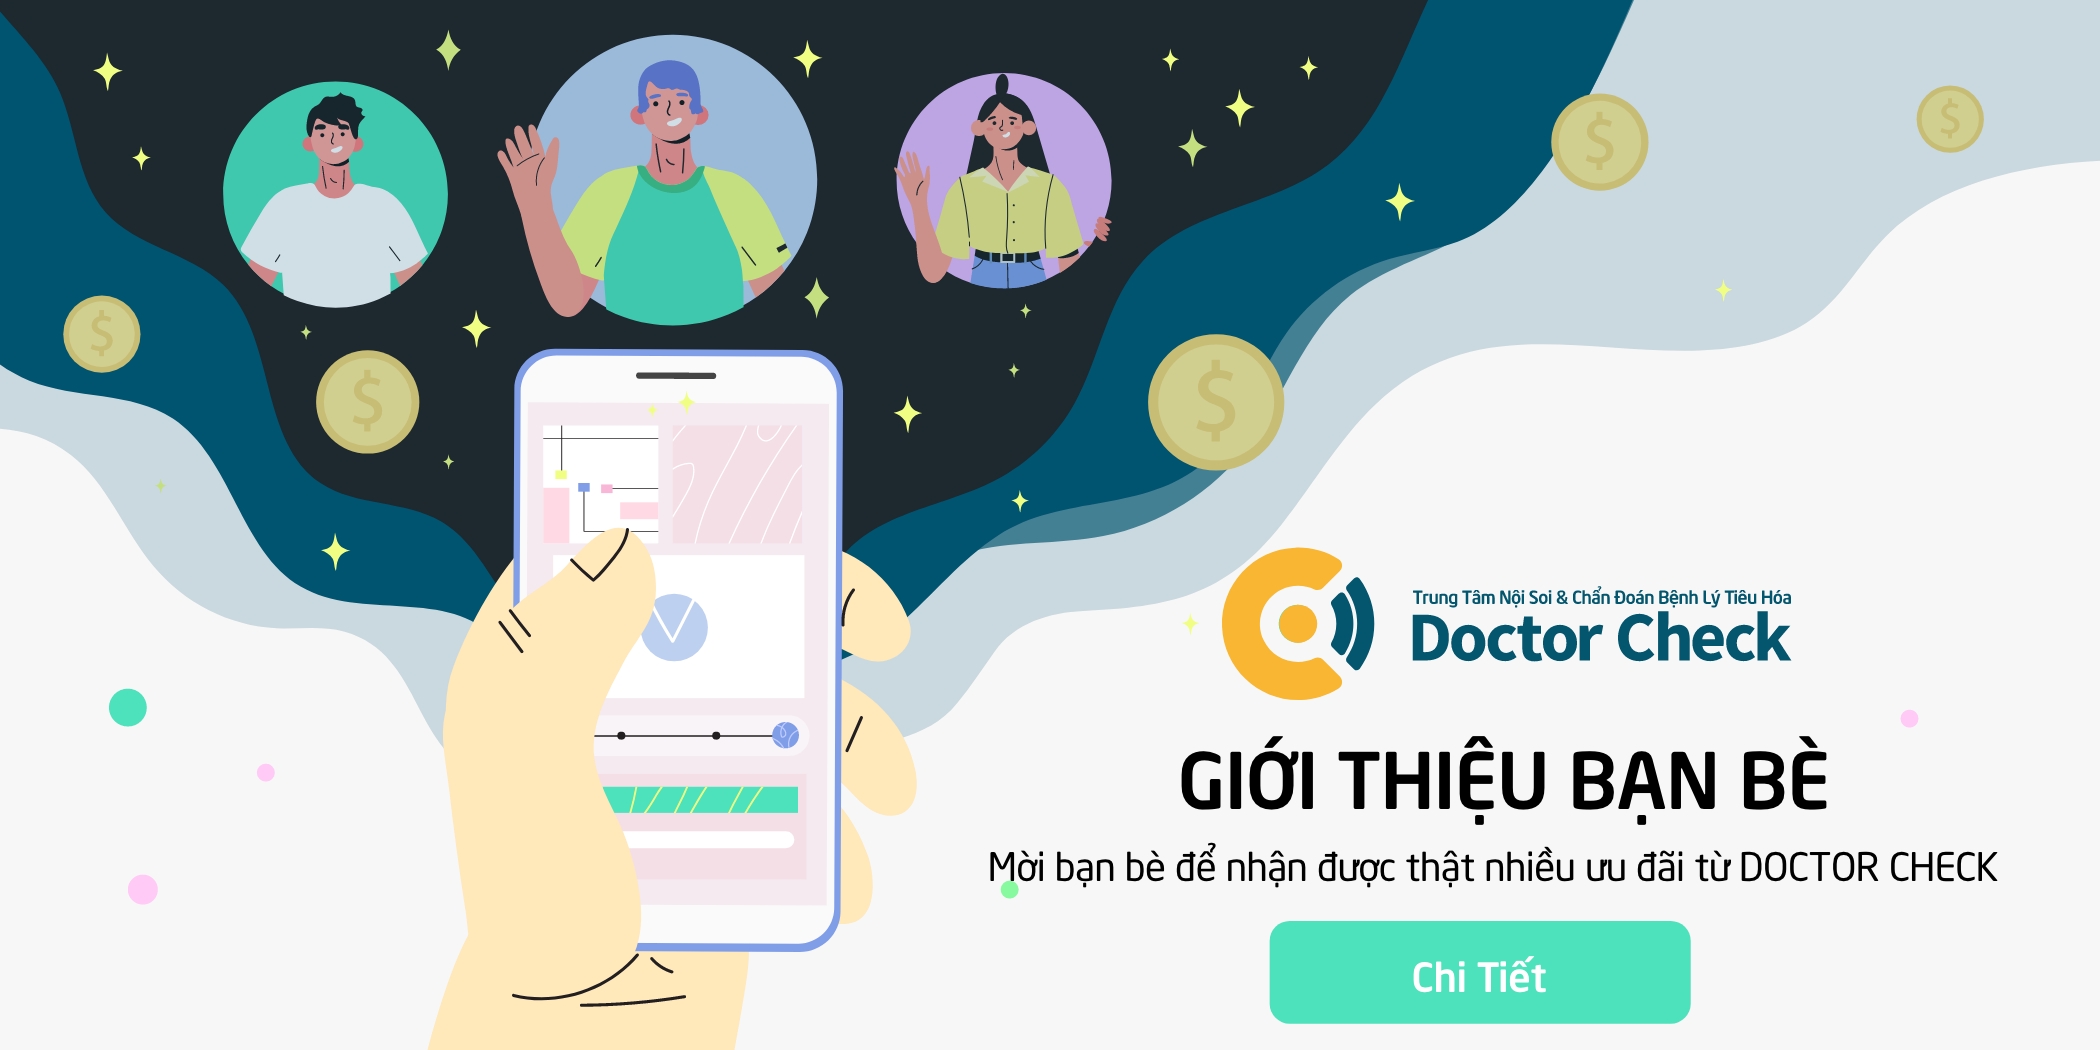 Trung Tâm Nội Soi & Chẩn Đoán Bệnh Lý Tiêu Hóa
Doctor Check
GIỚI THIỆU BẠN BÈ
Mời bạn bè để nhận được thật nhiều ưu đãi từ DOCTOR CHECK
Chi Tiết